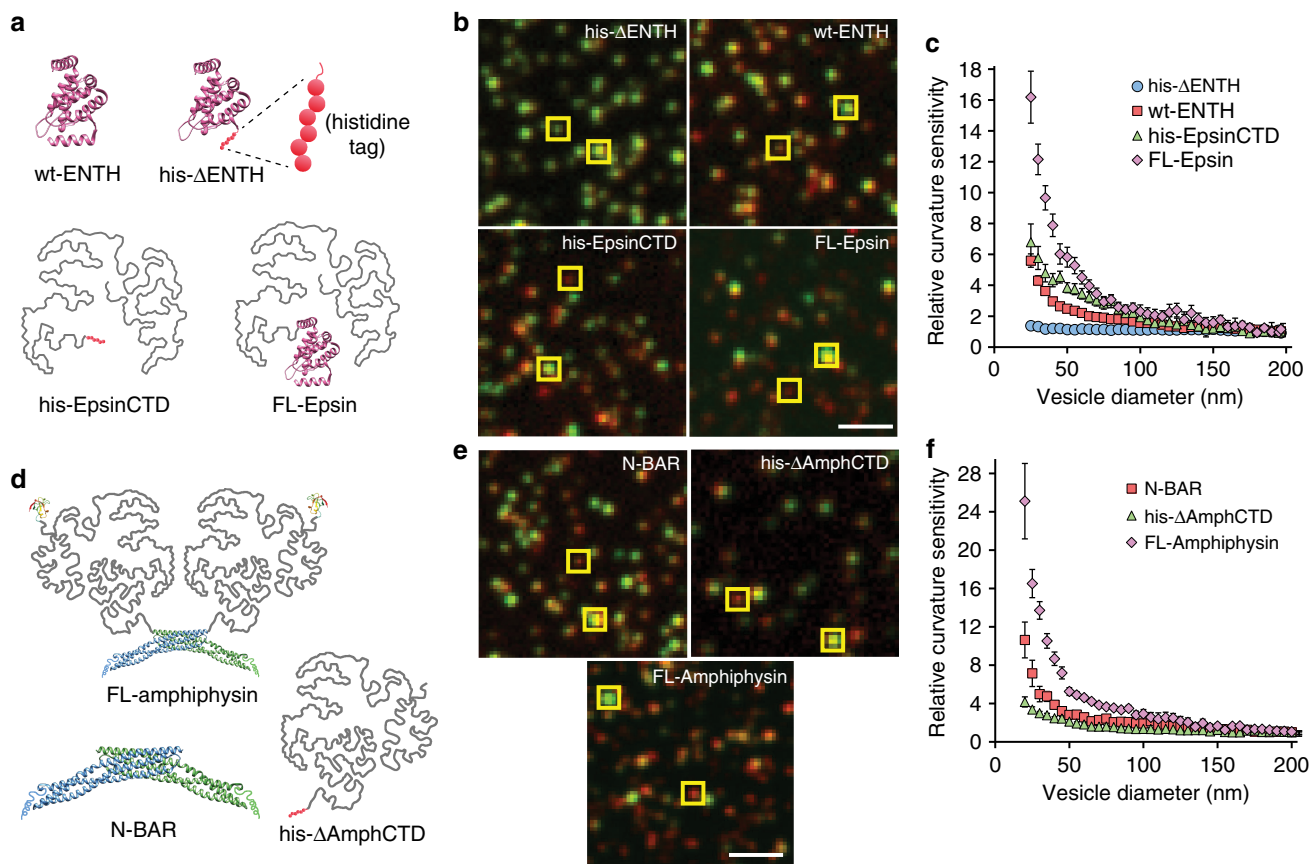 a
wt-ENTH
his-ΔENTH
(histidine
tag)
his-EpsinCTD
FL-Epsin
b
his-ΔENTH
wt-ENTH
his-EpsinCTD
FL-Epsin
c
Relative curvature sensitivity
18
16
14
12
10
8
6
4
2
0
0
50
100
150
200
Vesicle diameter (nm)
his-ΔENTH
wt-ENTH
his-EpsinCTD
FL-Epsin
d
FL-amphiphysin
N-BAR
his-ΔAmphCTD
e
N-BAR
his-ΔAmphCTD
FL-Amphiphysin
f
Relative curvature sensitivity
28
24
20
16
12
8
4
0
0
50
100
150
200
Vesicle diameter (nm)
N-BAR
his-ΔAmphCTD
FL-Amphiphysin